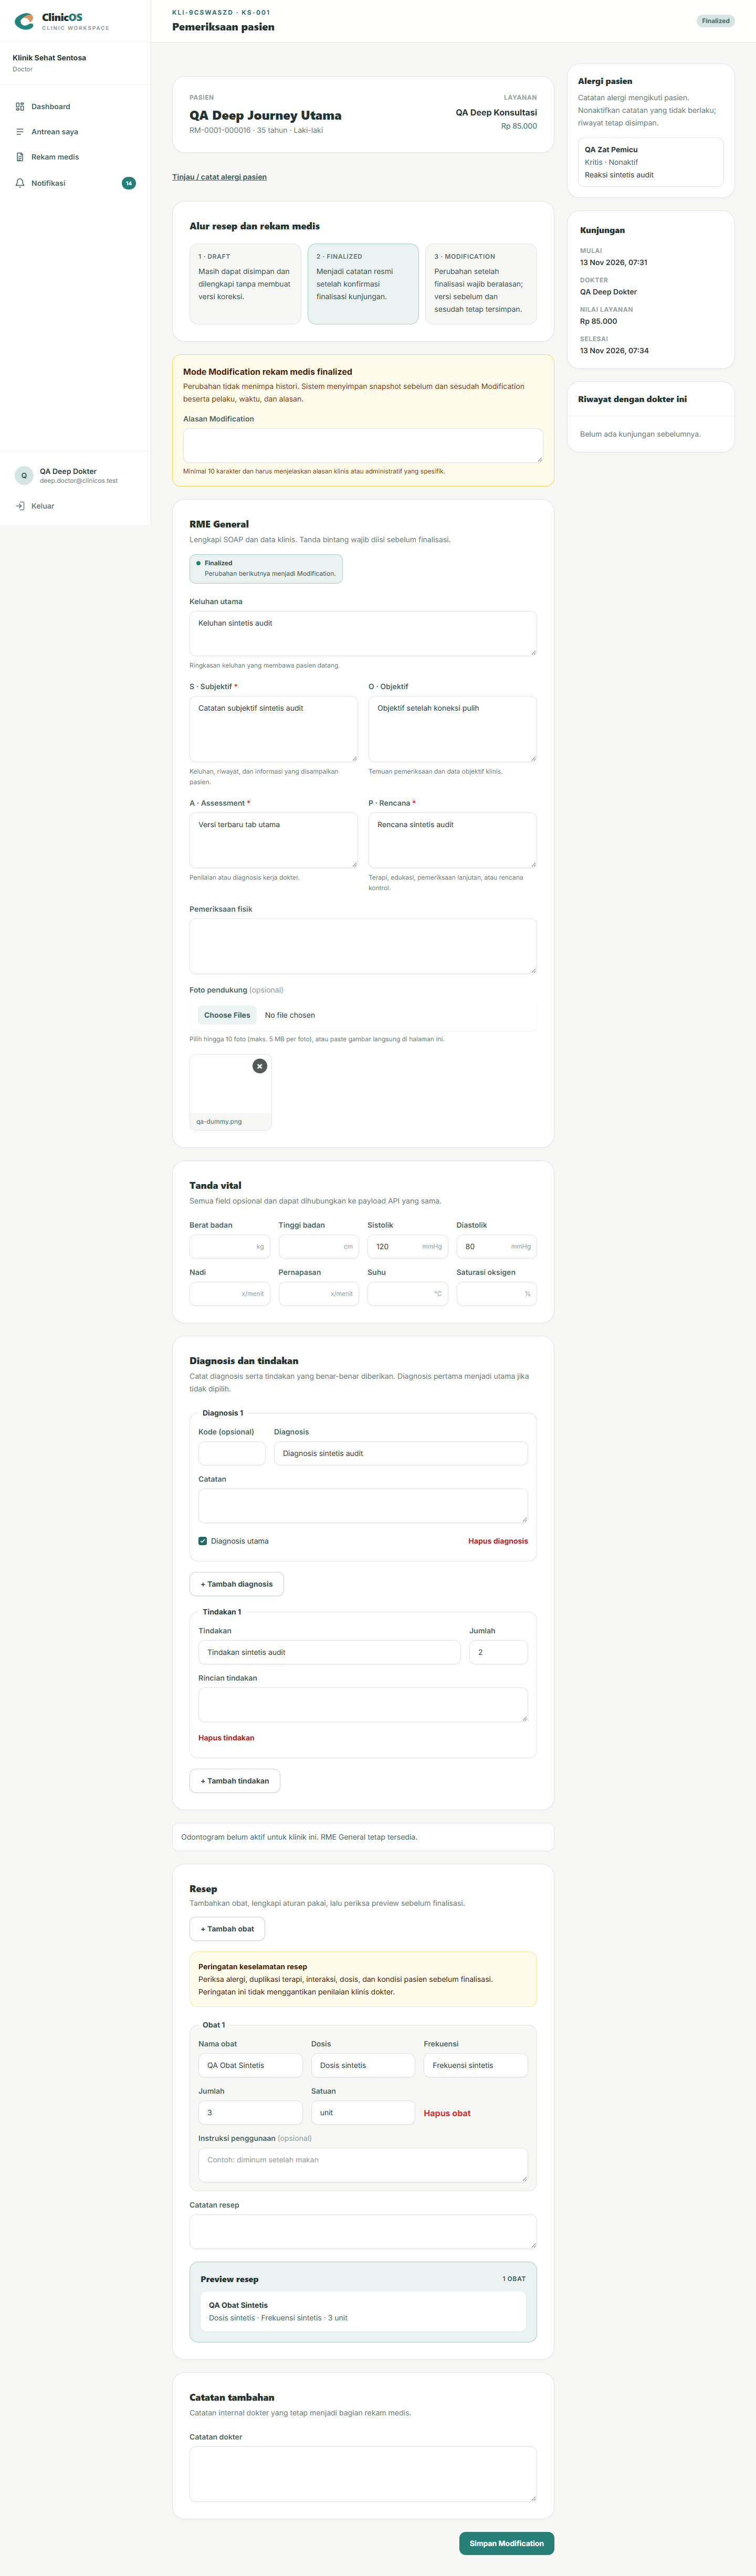 ClinicOS
CLINIC WORKSPACE
Klinik Sehat Sentosa
Doctor
Dashboard
Antrean saya
Rekam medis
Notifikasi
14
Q
QA Deep Dokter
deep.doctor@clinicos.test
Keluar
KLI-9CSWASZD · KS-001
Pemeriksaan pasien
Finalized
PASIEN
QA Deep Journey Utama
RM-0001-000016 · 35 tahun · Laki-laki
LAYANAN
QA Deep Konsultasi
Rp 85.000
Tinjau / catat alergi pasien
Alur resep dan rekam medis
1 · DRAFT
Masih dapat disimpan dan
dilengkapi tanpa membuat
versi koreksi.
2 · FINALIZED
Menjadi catatan resmi
setelah konfirmasi
finalisasi kunjungan.
3 · MODIFICATION
Perubahan setelah
finalisasi wajib beralasan;
versi sebelum dan
sesudah tetap tersimpan.
Mode Modification rekam medis finalized
Perubahan tidak menimpa histori. Sistem menyimpan snapshot sebelum dan sesudah Modification
beserta pelaku, waktu, dan alasan.
Alasan Modification
Minimal 10 karakter dan harus menjelaskan alasan klinis atau administratif yang spesifik.
RME General
Lengkapi SOAP dan data klinis. Tanda bintang wajib diisi sebelum finalisasi.
Finalized
Perubahan berikutnya menjadi Modification.
Keluhan utama
Keluhan sintetis audit
Ringkasan keluhan yang membawa pasien datang.
S · Subjektif *
Catatan subjektif sintetis audit
Keluhan, riwayat, dan informasi yang disampaikan
pasien.
O · Objektif
Objektif setelah koneksi pulih
Temuan pemeriksaan dan data objektif klinis.
A · Assessment *
Versi terbaru tab utama
Penilaian atau diagnosis kerja dokter.
P · Rencana *
Rencana sintetis audit
Terapi, edukasi, pemeriksaan lanjutan, atau rencana
kontrol.
Pemeriksaan fisik
Foto pendukung (opsional)
Choose Files No file chosen
Pilih hingga 10 foto (maks. 5 MB per foto), atau paste gambar langsung di halaman ini.
qa-dummy.png
Tanda vital
Semua field opsional dan dapat dihubungkan ke payload API yang sama.
Berat badan
kg
Tinggi badan
cm
Sistolik
120 mmHg
Diastolik
80 mmHg
Nadi
x/menit
Pernapasan
x/menit
Suhu
°C
Saturasi oksigen
%
Diagnosis dan tindakan
Catat diagnosis serta tindakan yang benar-benar diberikan. Diagnosis pertama menjadi utama jika
tidak dipilih.
Diagnosis 1
Kode (opsional)
Diagnosis
Diagnosis sintetis audit
Catatan
Diagnosis utama
Hapus diagnosis
+ Tambah diagnosis
Tindakan 1
Tindakan
Tindakan sintetis audit
Jumlah
2
Rincian tindakan
Hapus tindakan
+ Tambah tindakan
Odontogram belum aktif untuk klinik ini. RME General tetap tersedia.
Resep
Tambahkan obat, lengkapi aturan pakai, lalu periksa preview sebelum finalisasi.
+ Tambah obat
Peringatan keselamatan resep
Periksa alergi, duplikasi terapi, interaksi, dosis, dan kondisi pasien sebelum finalisasi.
Peringatan ini tidak menggantikan penilaian klinis dokter.
Obat 1
Nama obat
QA Obat Sintetis
Dosis
Dosis sintetis
Frekuensi
Frekuensi sintetis
Jumlah
3
Satuan
unit
Hapus obat
Instruksi penggunaan (opsional)
Contoh: diminum setelah makan
Catatan resep
Preview resep
1 OBAT
QA Obat Sintetis
Dosis sintetis · Frekuensi sintetis · 3 unit
Catatan tambahan
Catatan internal dokter yang tetap menjadi bagian rekam medis.
Catatan dokter
Simpan Modification
Alergi pasien
Catatan alergi mengikuti pasien.
Nonaktifkan catatan yang tidak berlaku;
riwayat tetap disimpan.
QA Zat Pemicu
Kritis · Nonaktif
Reaksi sintetis audit
Kunjungan
MULAI
13 Nov 2026, 07:31
DOKTER
QA Deep Dokter
NILAI LAYANAN
Rp 85.000
SELESAI
13 Nov 2026, 07:34
Riwayat dengan dokter ini
Belum ada kunjungan sebelumnya.